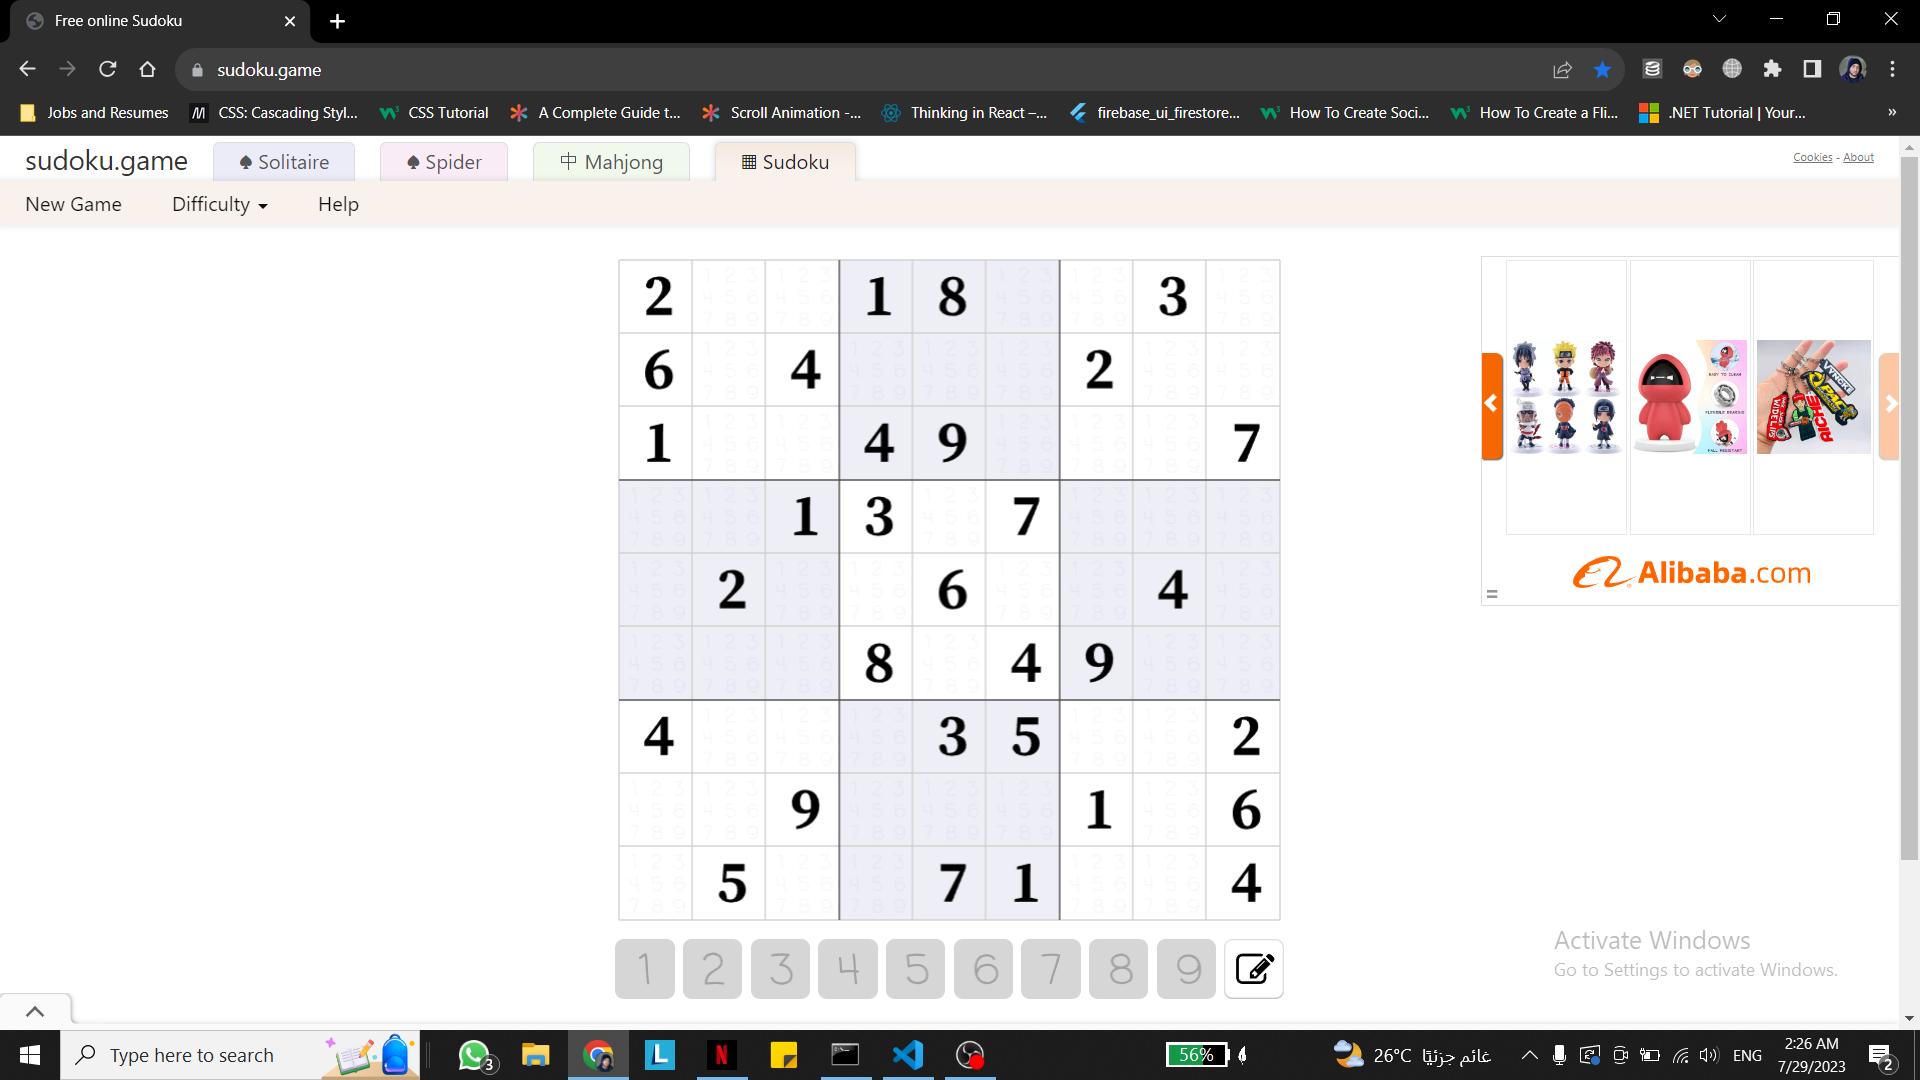 Free online Sudoku
sudoku.game
Jobs and Resumes
CSS: Cascading Styl...
CSS Tutorial
A Complete Guide t...
Scroll Animation -...
Thinking in React –...
firebase_ui_firestore...
How To Create Soci...
How To Create a Fli...
.NET Tutorial | Your...
»
sudoku.game
Solitaire
Spider
Mahjong
Sudoku
Cookies - About
New Game
Difficulty
Help
2 1 8 3
6 4 2
1 4 9 7
1 3 7
2 6 4
8 4 9
4 3 5 2
9 1 6
5 7 1 4
1 2 3 4 5 6 7 8 9
Alibaba.com
Activate Windows
Go to Settings to activate Windows.
Type here to search
3
L
N
56%
26°C غائم جزئيًا
ENG
2:26 AM
7/29/2023
2